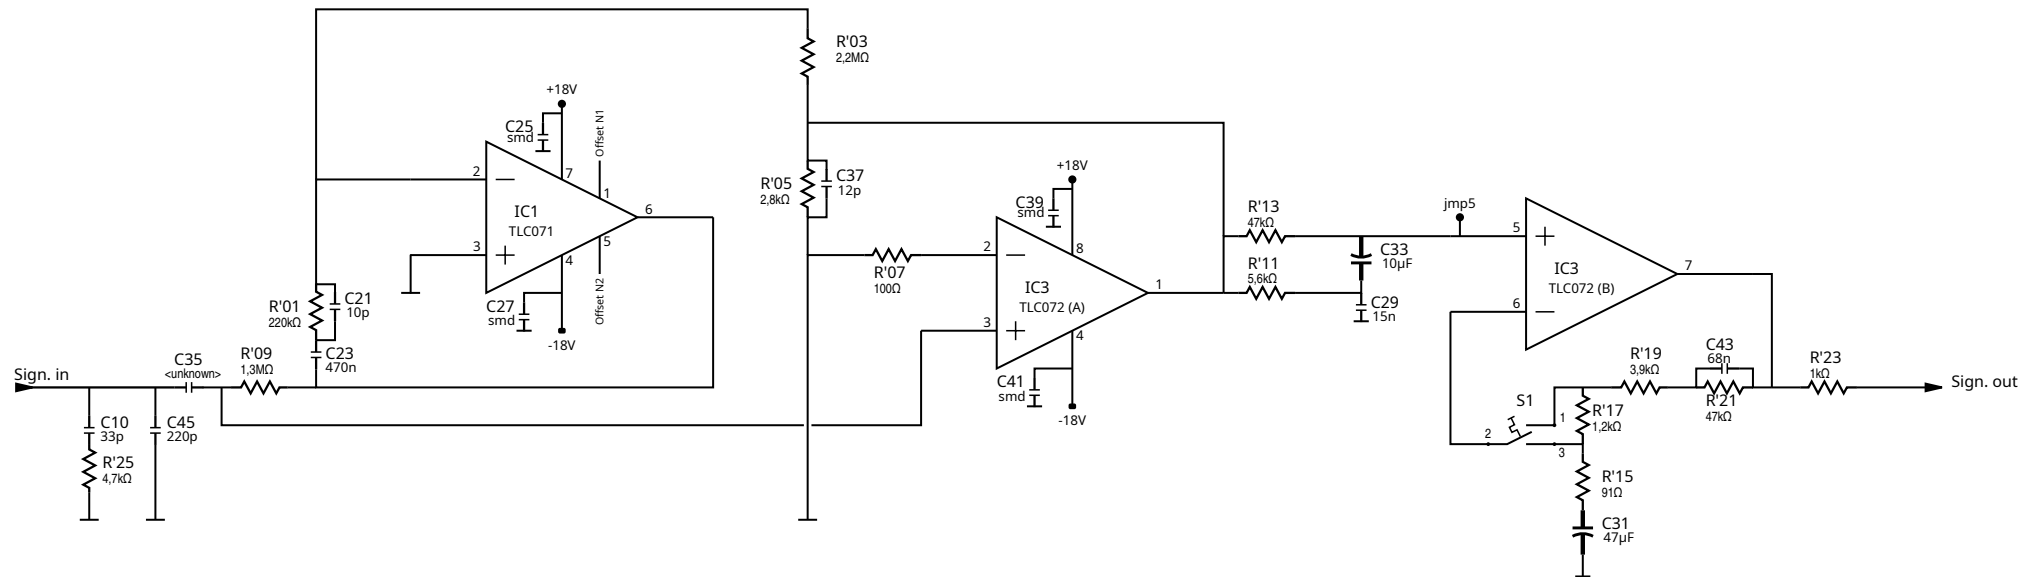 R'03
2,2MΩ
+18V
C25
smd
Offset N1
2
7
1
IC1
TLC071
6
3
5
4
C27
smd
Offset N2
-18V
R'01
220kΩ
C21
10p
C23
470n
Sign. in
C35
<unknown>
R'09
1,3MΩ
C10
33p
C45
220p
R'25
4,7kΩ
R'05
2,8kΩ
C37
12p
R'07
100Ω
+18V
C39
smd
2
8
IC3
TLC072 (A)
1
3
4
C41
smd
-18V
R'13
47kΩ
R'11
5,6kΩ
C33
10µF
C29
15n
jmp5
5
IC3
TLC072 (B)
7
6
R'19
3,9kΩ
C43
68n
R'21
47kΩ
R'23
1kΩ
Sign. out
S1
1
2
3
R'17
1,2kΩ
R'15
91Ω
C31
47µF